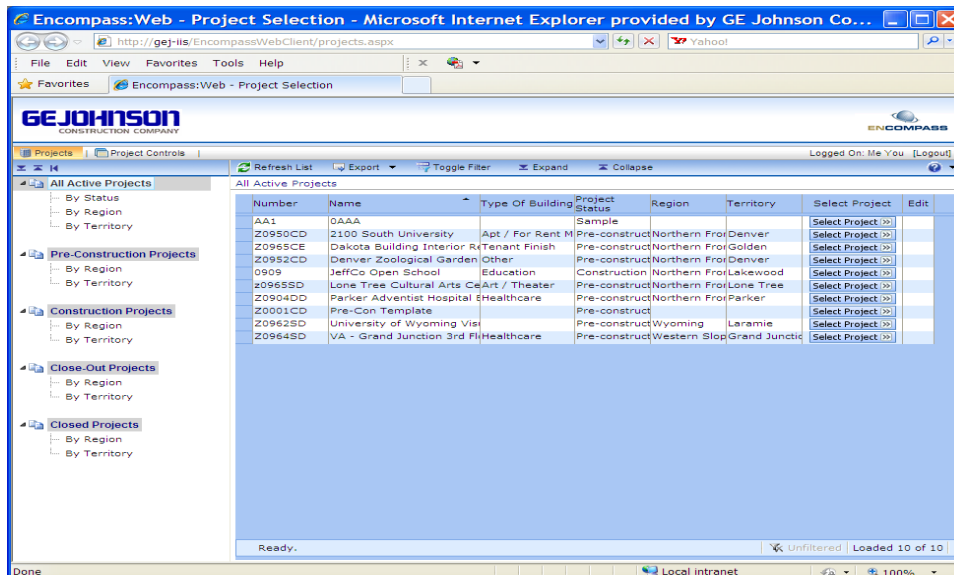 Encompass:Web - Project Selection - Microsoft Internet Explorer provided by GE Johnson Co...
http://gej-iis/EncompassWebClient/projects.aspx Yahoo!
File Edit View Favorites Tools Help
Favorites Encompass:Web - Project Selection
GE JOHNSON
CONSTRUCTION COMPANY
ENCOMPASS
Projects | Project Controls | Logged On: Me You [Logout]
Refresh List Export Toggle Filter Expand Collapse
All Active Projects
By Status
By Region
By Territory
Pre-Construction Projects
By Region
By Territory
Construction Projects
By Region
By Territory
Close-Out Projects
By Region
By Territory
Closed Projects
By Region
By Territory
All Active Projects
Number Name Type Of Building Project Status Region Territory Select Project Edit
AA1 0AAA Sample Select Project
Z0950CD 2100 South University Apt / For Rent M Pre-construct Northern Fror Denver Select Project
Z0965CE Dakota Building Interior Re Tenant Finish Pre-construct Northern Fror Golden Select Project
Z0952CD Denver Zoological Garden Other Pre-construct Northern Fror Denver Select Project
0909 JeffCo Open School Education Construction Northern Fror Lakewood Select Project
z0965SD Lone Tree Cultural Arts Ce Art / Theater Pre-construct Northern Fror Lone Tree Select Project
Z0904DD Parker Adventist Hospital E Healthcare Pre-construct Northern Fror Parker Select Project
Z0001CD Pre-Con Template Pre-construct Select Project
Z0962SD University of Wyoming Visi Pre-construct Wyoming Laramie Select Project
Z0964SD VA - Grand Junction 3rd Fl Healthcare Pre-construct Western Slop Grand Junctic Select Project
Ready. Unfiltered Loaded 10 of 10
Done Local intranet 100%